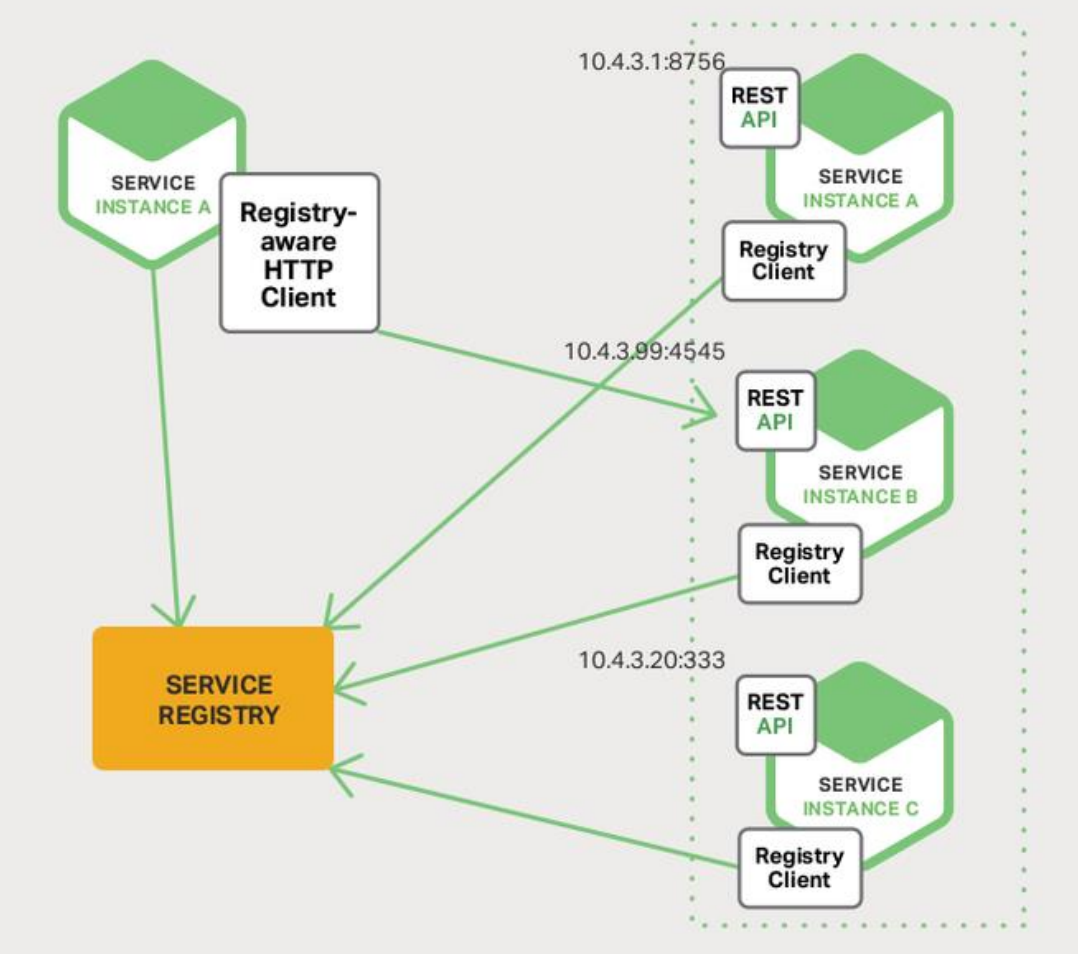 SERVICE
INSTANCE A
Registry-
aware
HTTP
Client
10.4.3.1:8756
REST
API
SERVICE
INSTANCE A
Registry
Client
10.4.3.99:4545
REST
API
SERVICE
INSTANCE B
Registry
Client
SERVICE
REGISTRY
10.4.3.20:333
REST
API
SERVICE
INSTANCE C
Registry
Client